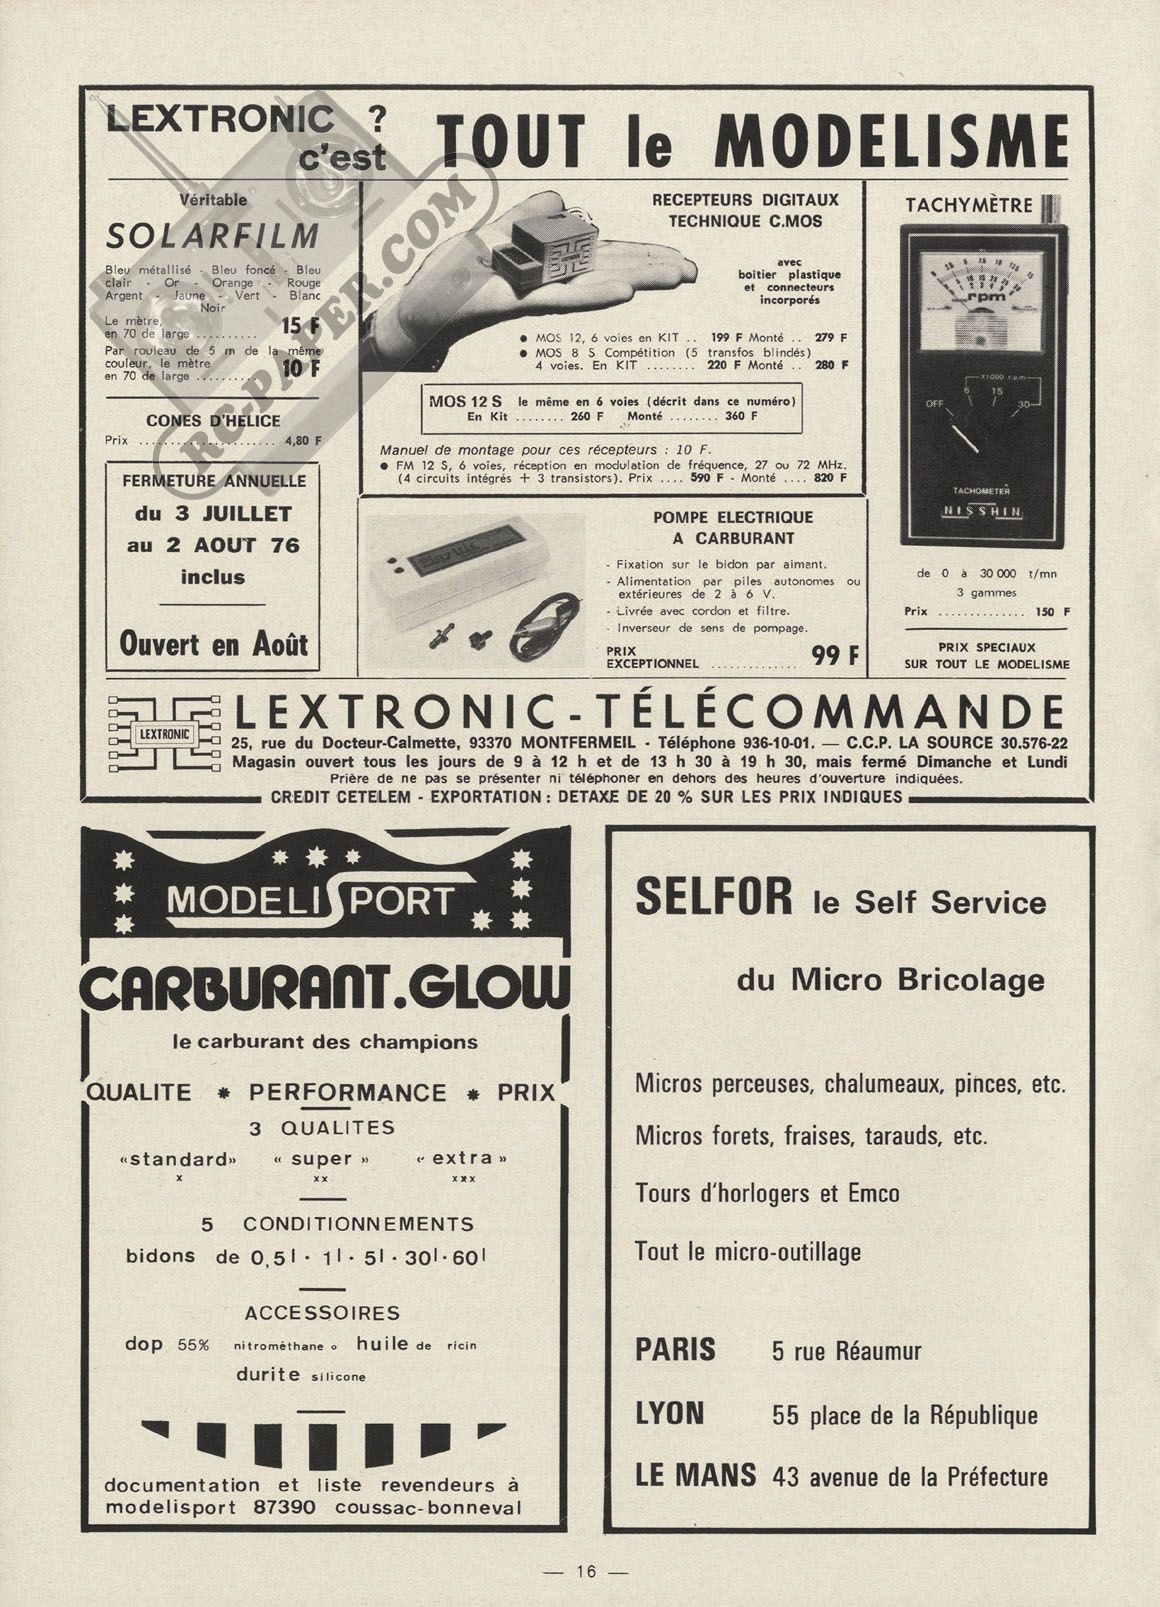 LEXTRONIC ?
c'est
TOUT le MODELISME
Véritable
SOLARFILM
Bleu métallisé - Bleu foncé - Bleu
clair - Or - Orange - Rouge
Argent - Jaune - Vert - Blanc
Noir
Le mètre,
en 70 de large .......... 15 F
Par rouleau de 5 m de la même
couleur, le mètre
en 70 de large .......... 10 F
CONES D'HELICE
Prix ...................... 4,80 F
FERMETURE ANNUELLE
du 3 JUILLET
au 2 AOUT 76
inclus
Ouvert en Août
RECEPTEURS DIGITAUX
TECHNIQUE C.MOS
avec
boitier plastique
et connecteurs
incorporés
● MOS 12, 6 voies en KIT .. 199 F Monté .. 279 F
● MOS 8 S Compétition (5 transfos blindés)
4 voies. En KIT ........ 220 F Monté .. 280 F
MOS 12 S le même en 6 voies (décrit dans ce numéro)
En Kit ........ 260 F Monté ........ 360 F
Manuel de montage pour ces récepteurs : 10 F.
● FM 12 S, 6 voies, réception en modulation de fréquence, 27 ou 72 MHz.
(4 circuits intégrés + 3 transistors). Prix .... 590 F - Monté .... 820 F
POMPE ELECTRIQUE
A CARBURANT
- Fixation sur le bidon par aimant.
- Alimentation par piles autonomes ou
extérieures de 2 à 6 V.
- Livrée avec cordon et filtre.
- Inverseur de sens de pompage.
PRIX
EXCEPTIONNEL .............. 99 F
TACHYMÈTRE
rpm
X1000 r.p.m.
6 15
OFF 30
TACHOMETER
NISSHIN
de 0 à 30 000 t/mn
3 gammes
Prix .............. 150 F
PRIX SPECIAUX
SUR TOUT LE MODELISME
LEXTRONIC
LEXTRONIC - TÉLÉCOMMANDE
25, rue du Docteur-Calmette, 93370 MONTFERMEIL - Téléphone 936-10-01. — C.C.P. LA SOURCE 30.576-22
Magasin ouvert tous les jours de 9 à 12 h et de 13 h 30 à 19 h 30, mais fermé Dimanche et Lundi
Prière de ne pas se présenter ni téléphoner en dehors des heures d'ouverture indiquées.
CREDIT CETELEM - EXPORTATION : DETAXE DE 20 % SUR LES PRIX INDIQUES
RC-PAPER.COM
MODELISPORT
CARBURANT.GLOW
le carburant des champions
QUALITE * PERFORMANCE * PRIX
3 QUALITES
«standard» « super » « extra »
x xx xxx
5 CONDITIONNEMENTS
bidons de 0,5l · 1l · 5l · 30l · 60l
ACCESSOIRES
dop 55% nitrométhane o huile de ricin
durite silicone
documentation et liste revendeurs à
modelisport 87390 coussac-bonneval
SELFOR le Self Service
du Micro Bricolage
Micros perceuses, chalumeaux, pinces, etc.
Micros forets, fraises, tarauds, etc.
Tours d'horlogers et Emco
Tout le micro-outillage
PARIS 5 rue Réaumur
LYON 55 place de la République
LE MANS 43 avenue de la Préfecture
— 16 —